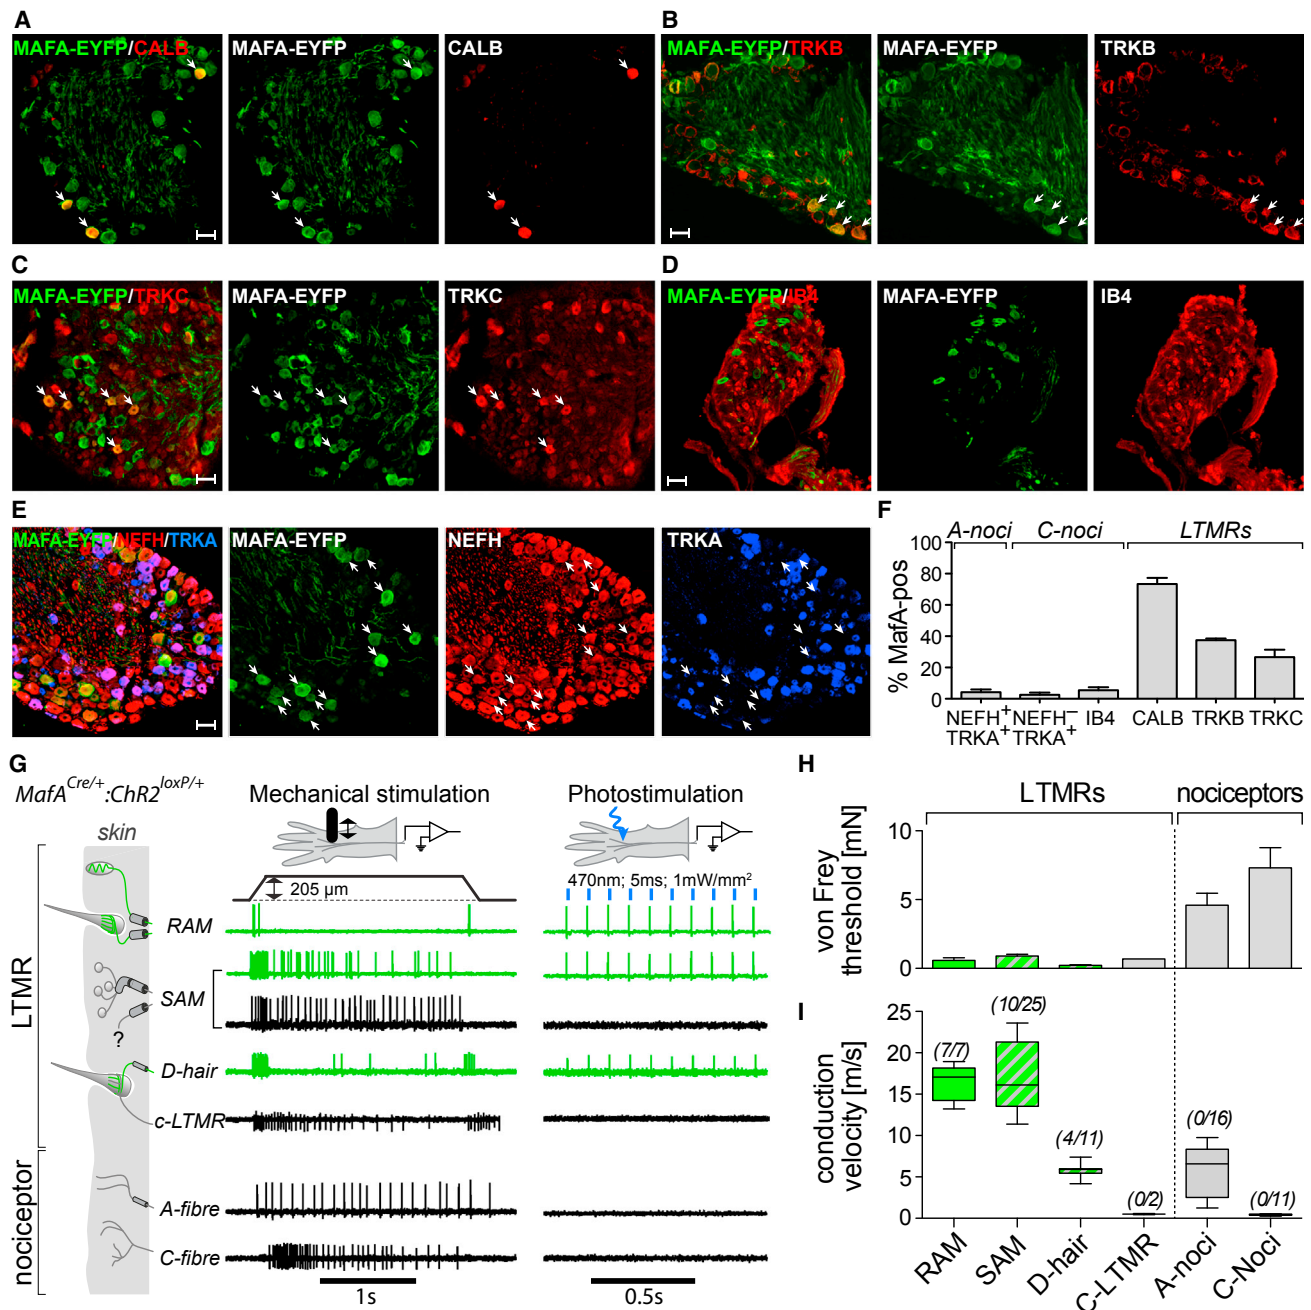 A
MAFA-EYFP/CALB
MAFA-EYFP
CALB
B
MAFA-EYFP/TRKB
MAFA-EYFP
TRKB
C
MAFA-EYFP/TRKC
MAFA-EYFP
TRKC
D
MAFA-EYFP/IB4
MAFA-EYFP
IB4
E
MAFA-EYFP/NEFH/TRKA
MAFA-EYFP
NEFH
TRKA
F
A-noci C-noci LTMRs
% MafA-pos
100
80
60
40
20
0
NEFH+ NEFH− IB4 CALB TRKB TRKC
TRKA+ TRKA+
G
MafA^Cre/+:ChR2^loxP/+
Mechanical stimulation
Photostimulation
skin
205 µm
470nm; 5ms; 1mW/mm²
LTMR
RAM
SAM
?
D-hair
c-LTMR
nociceptor
A-fibre
C-fibre
1s
0.5s
H
LTMRs nociceptors
von Frey
threshold [mN]
10
5
0
I
conduction
velocity [m/s]
25
20
15
10
5
0
(7/7)
(10/25)
(4/11)
(0/2)
(0/16)
(0/11)
RAM
SAM
D-hair
C-LTMR
A-noci
C-Noci